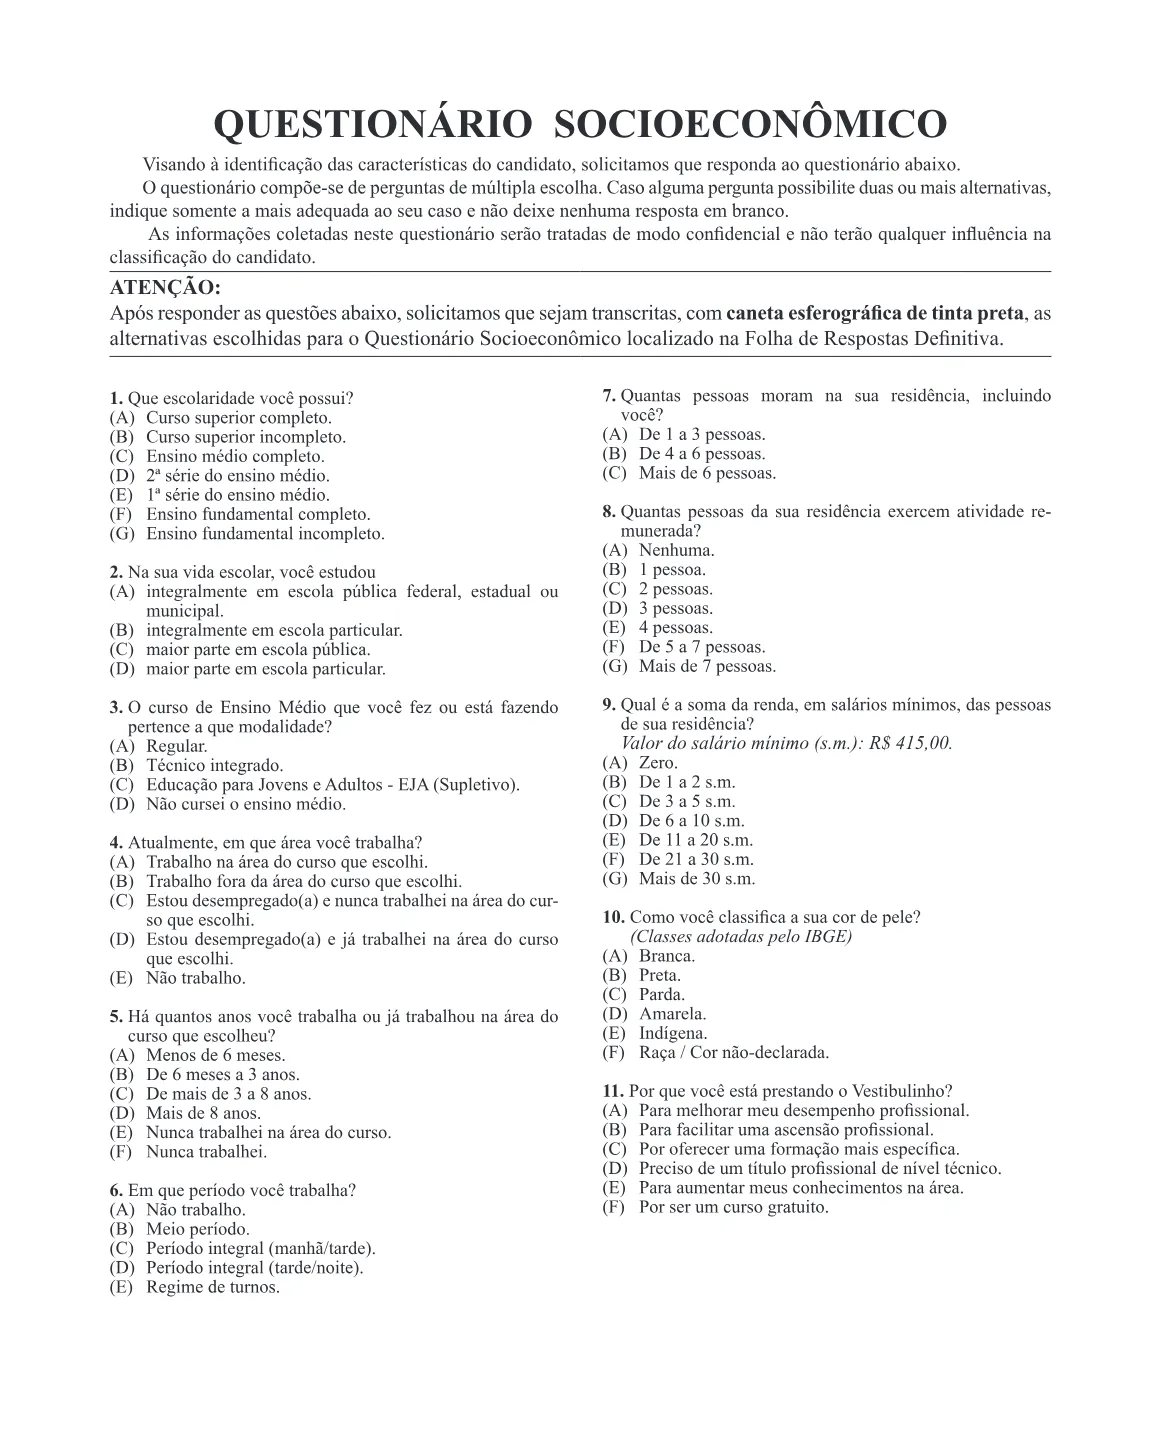 QUESTIONÁRIO SOCIOECONÔMICO
Visando à identificação das características do candidato, solicitamos que responda ao questionário abaixo.
O questionário compõe-se de perguntas de múltipla escolha. Caso alguma pergunta possibilite duas ou mais alternativas,
indique somente a mais adequada ao seu caso e não deixe nenhuma resposta em branco.
As informações coletadas neste questionário serão tratadas de modo confidencial e não terão qualquer influência na
classificação do candidato.
ATENÇÃO:
Após responder as questões abaixo, solicitamos que sejam transcritas, com caneta esferográfica de tinta preta, as
alternativas escolhidas para o Questionário Socioeconômico localizado na Folha de Respostas Definitiva.
1. Que escolaridade você possui?
(A) Curso superior completo.
(B) Curso superior incompleto.
(C) Ensino médio completo.
(D) 2ª série do ensino médio.
(E) 1ª série do ensino médio.
(F) Ensino fundamental completo.
(G) Ensino fundamental incompleto.
2. Na sua vida escolar, você estudou
(A) integralmente em escola pública federal, estadual ou
municipal.
(B) integralmente em escola particular.
(C) maior parte em escola pública.
(D) maior parte em escola particular.
3. O curso de Ensino Médio que você fez ou está fazendo
pertence a que modalidade?
(A) Regular.
(B) Técnico integrado.
(C) Educação para Jovens e Adultos - EJA (Supletivo).
(D) Não cursei o ensino médio.
4. Atualmente, em que área você trabalha?
(A) Trabalho na área do curso que escolhi.
(B) Trabalho fora da área do curso que escolhi.
(C) Estou desempregado(a) e nunca trabalhei na área do cur-
so que escolhi.
(D) Estou desempregado(a) e já trabalhei na área do curso
que escolhi.
(E) Não trabalho.
5. Há quantos anos você trabalha ou já trabalhou na área do
curso que escolheu?
(A) Menos de 6 meses.
(B) De 6 meses a 3 anos.
(C) De mais de 3 a 8 anos.
(D) Mais de 8 anos.
(E) Nunca trabalhei na área do curso.
(F) Nunca trabalhei.
6. Em que período você trabalha?
(A) Não trabalho.
(B) Meio período.
(C) Período integral (manhã/tarde).
(D) Período integral (tarde/noite).
(E) Regime de turnos.
7. Quantas pessoas moram na sua residência, incluindo
você?
(A) De 1 a 3 pessoas.
(B) De 4 a 6 pessoas.
(C) Mais de 6 pessoas.
8. Quantas pessoas da sua residência exercem atividade re-
munerada?
(A) Nenhuma.
(B) 1 pessoa.
(C) 2 pessoas.
(D) 3 pessoas.
(E) 4 pessoas.
(F) De 5 a 7 pessoas.
(G) Mais de 7 pessoas.
9. Qual é a soma da renda, em salários mínimos, das pessoas
de sua residência?
Valor do salário mínimo (s.m.): R$ 415,00.
(A) Zero.
(B) De 1 a 2 s.m.
(C) De 3 a 5 s.m.
(D) De 6 a 10 s.m.
(E) De 11 a 20 s.m.
(F) De 21 a 30 s.m.
(G) Mais de 30 s.m.
10. Como você classifica a sua cor de pele?
(Classes adotadas pelo IBGE)
(A) Branca.
(B) Preta.
(C) Parda.
(D) Amarela.
(E) Indígena.
(F) Raça / Cor não-declarada.
11. Por que você está prestando o Vestibulinho?
(A) Para melhorar meu desempenho profissional.
(B) Para facilitar uma ascensão profissional.
(C) Por oferecer uma formação mais específica.
(D) Preciso de um título profissional de nível técnico.
(E) Para aumentar meus conhecimentos na área.
(F) Por ser um curso gratuito.